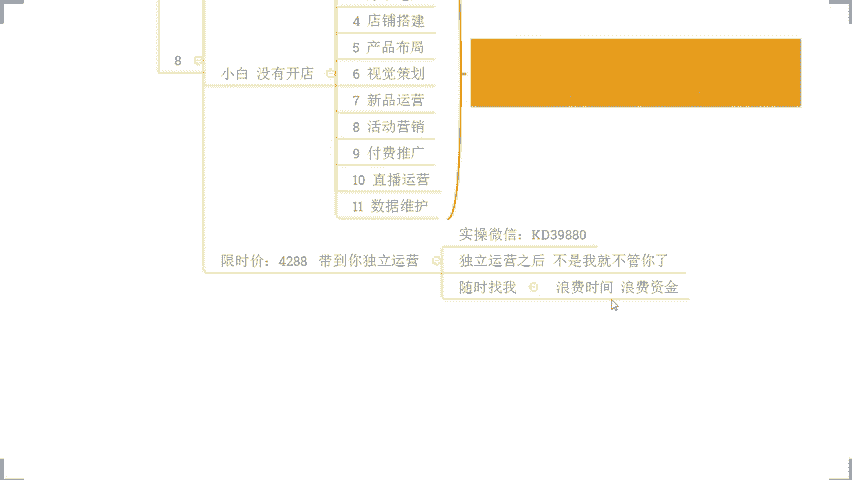 4 店铺搭建
5 产品布局
8
小白 没有开店
6 视觉策划
7 新品运营
8 活动营销
9 付费推广
10 直播运营
11 数据维护
实操微信：KD39880
限时价：4288 带到你独立运营
独立运营之后 不是我就不管你了
随时找我
浪费时间 浪费资金